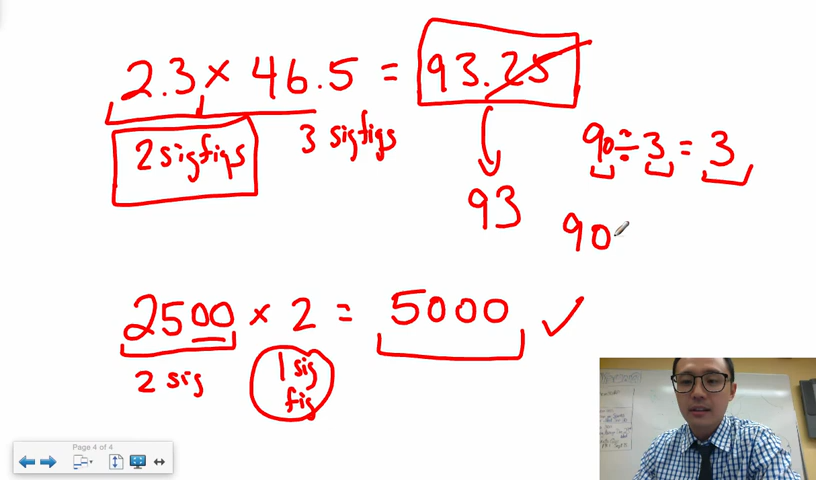 2.3 × 46.5 = 93.25
2 sigfigs
3 sigfigs
93
90 ÷ 3 = 3
90
2500 × 2 = 5000 ✓
2 sig
1 sig
fig
Page 4 of 4